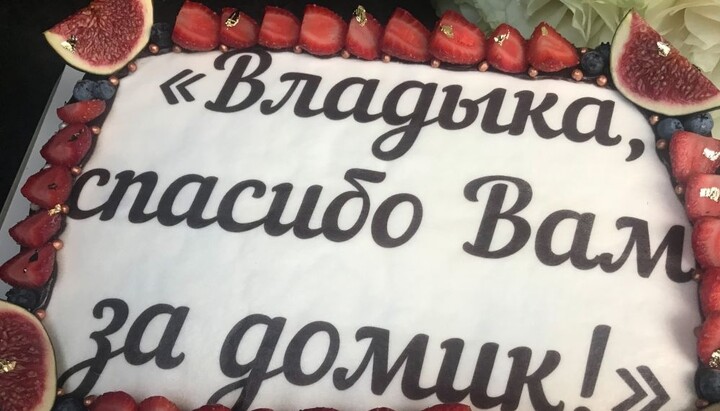 «Владыка,
спасибо Вам
за домик!»